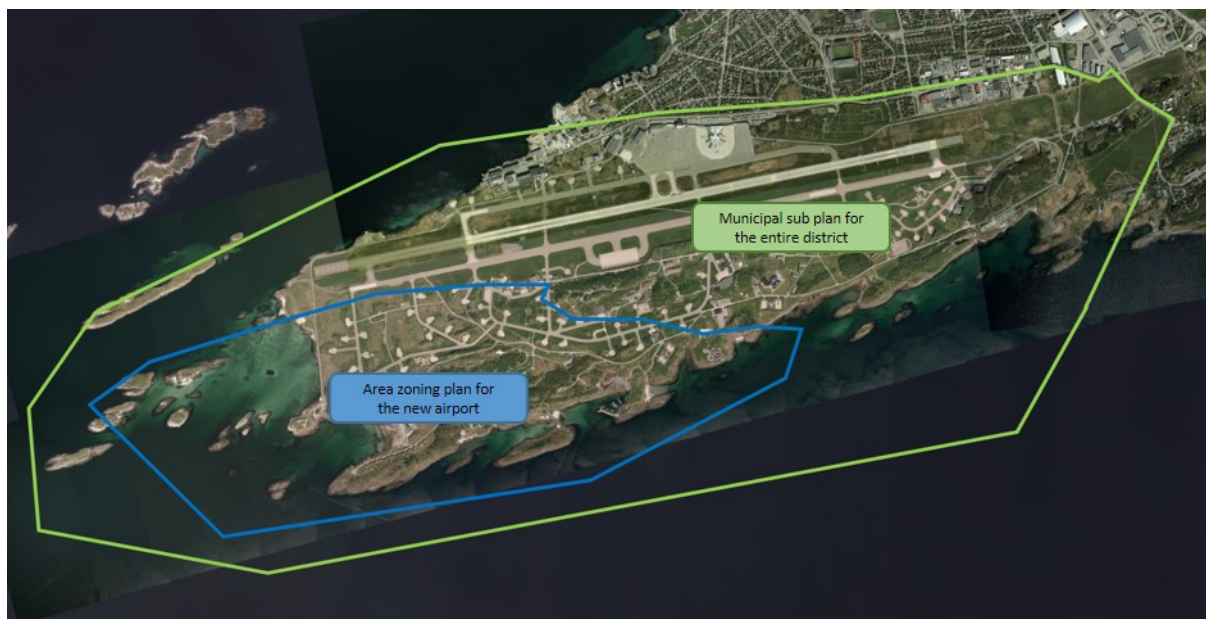 Municipal sub plan for
the entire district
Area zoning plan for
the new airport